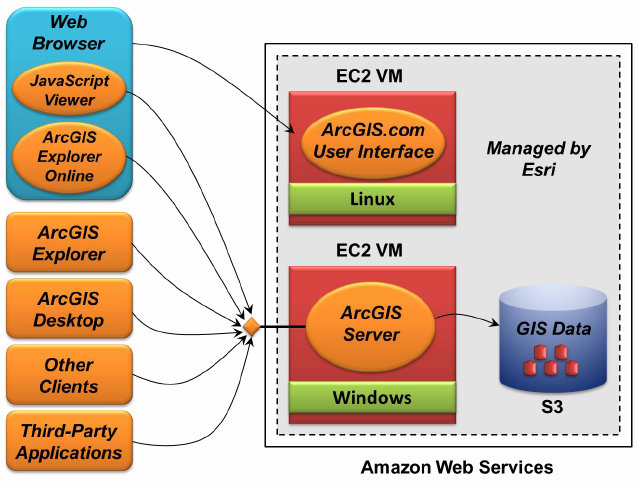 Web
Browser
JavaScript
Viewer
ArcGIS
Explorer
Online
ArcGIS
Explorer
ArcGIS
Desktop
Other
Clients
Third-Party
Applications
EC2 VM
ArcGIS.com
User Interface
Linux
Managed by
Esri
EC2 VM
ArcGIS
Server
Windows
GIS Data
S3
Amazon Web Services